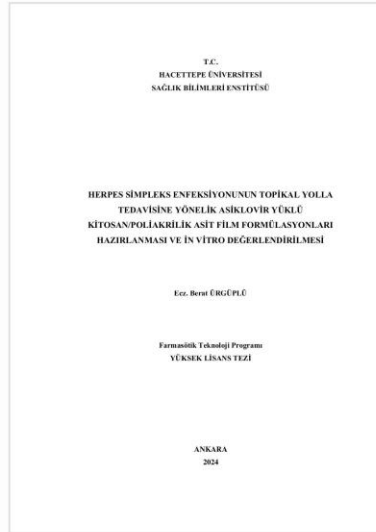 T.C.
HACETTEPE ÜNİVERSİTESİ
SAĞLIK BİLİMLERİ ENSTİTÜSÜ
HERPES SİMPLEKS ENFEKSİYONUNUN TOPİKAL YOLLA
TEDAVİSİNE YÖNELİK ASİKLOVİR YÜKLÜ
KİTOSAN/POLİAKRİLİK ASİT FİLM FORMÜLASYONLARI
HAZIRLANMASI VE İN VİTRO DEĞERLENDİRİLMESİ
Ecz. Berat ÜRGÜPLÜ
Farmasötik Teknoloji Programı
YÜKSEK LİSANS TEZİ
ANKARA
2024